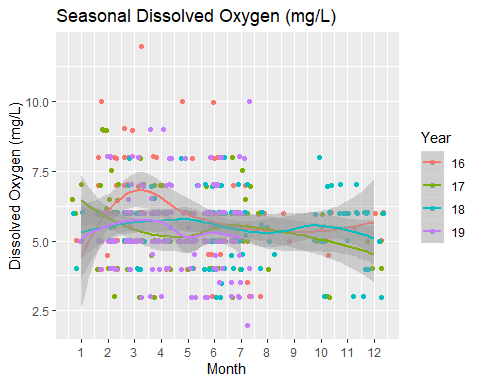 Seasonal Dissolved Oxygen (mg/L)
Dissolved Oxygen (mg/L)
10.0
7.5
5.0
2.5
1 2 3 4 5 6 7 8 9 10 11 12
Month
Year
16
17
18
19